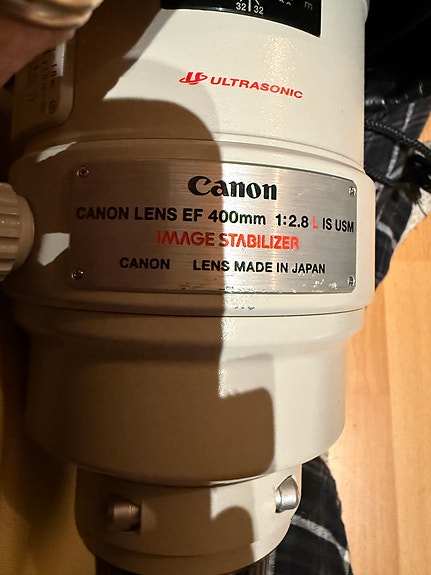 32 32
m
ULTRASONIC
Canon
CANON LENS EF 400mm 1:2.8 L IS USM
IMAGE STABILIZER
CANON LENS MADE IN JAPAN